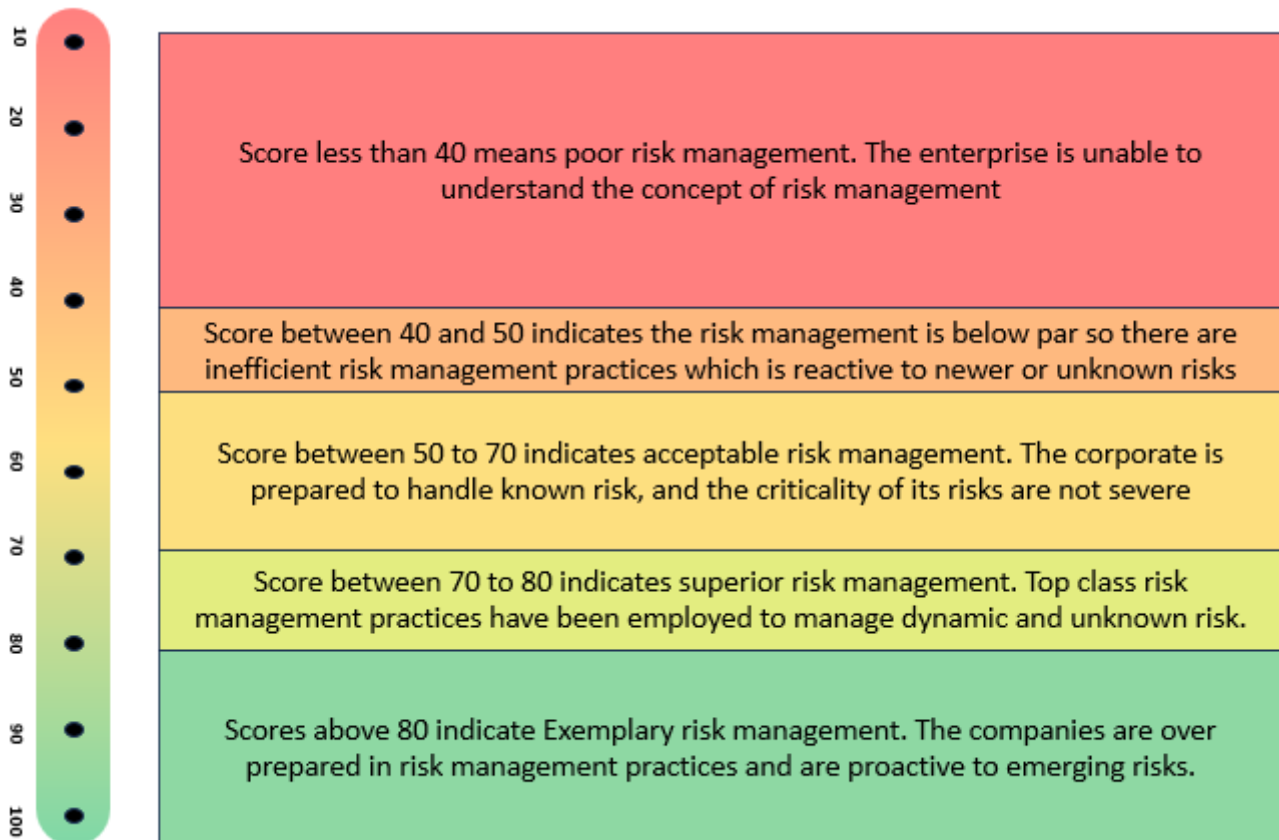 10
20
30
40
50
60
70
80
90
100
Score less than 40 means poor risk management. The enterprise is unable to
understand the concept of risk management
Score between 40 and 50 indicates the risk management is below par so there are
inefficient risk management practices which is reactive to newer or unknown risks
Score between 50 to 70 indicates acceptable risk management. The corporate is
prepared to handle known risk, and the criticality of its risks are not severe
Score between 70 to 80 indicates superior risk management. Top class risk
management practices have been employed to manage dynamic and unknown risk.
Scores above 80 indicate Exemplary risk management. The companies are over
prepared in risk management practices and are proactive to emerging risks.